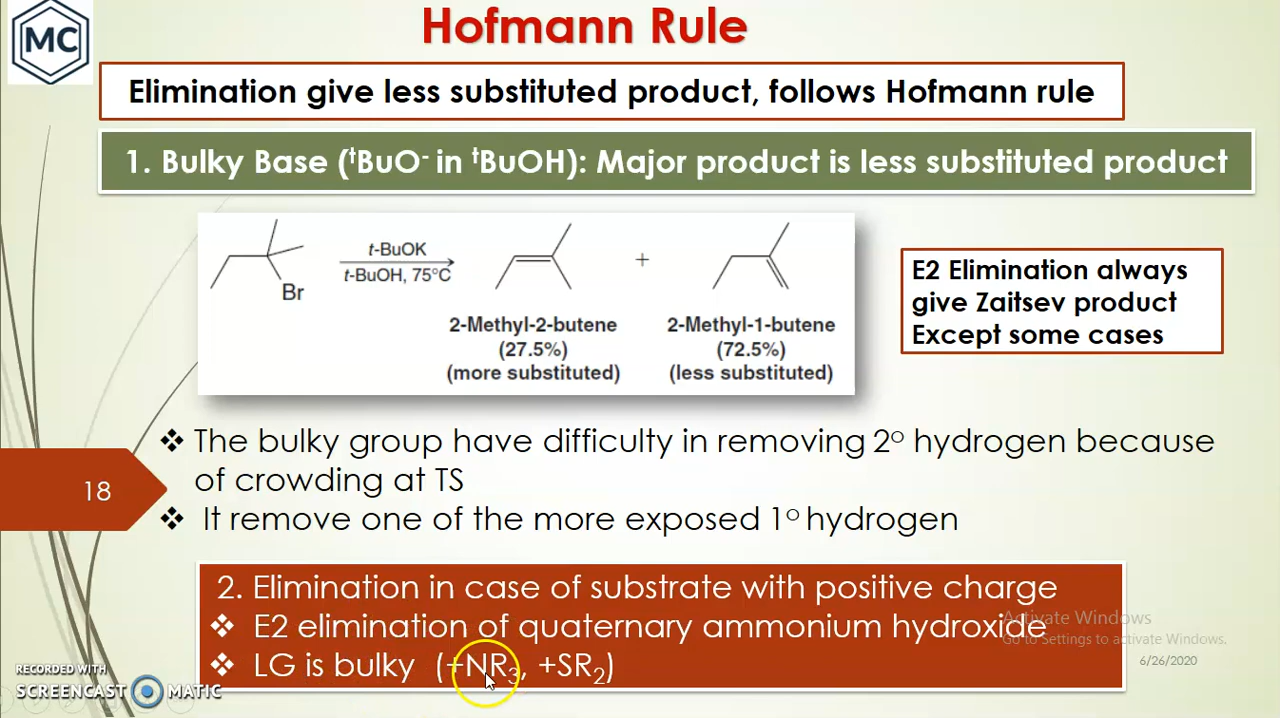 MC
Hofmann Rule
Elimination give less substituted product, follows Hofmann rule
1. Bulky Base (ᵗBuO⁻ in ᵗBuOH): Major product is less substituted product
t-BuOK
t-BuOH, 75°C
Br
+
2-Methyl-2-butene
(27.5%)
(more substituted)
2-Methyl-1-butene
(72.5%)
(less substituted)
E2 Elimination always
give Zaitsev product
Except some cases
❖ The bulky group have difficulty in removing 2° hydrogen because
of crowding at TS
❖ It remove one of the more exposed 1° hydrogen
18
2. Elimination in case of substrate with positive charge
❖ E2 elimination of quaternary ammonium hydroxide
❖ LG is bulky (+NR₃, +SR₂)
Activate Windows
Go to Settings to activate Windows.
6/26/2020
RECORDED WITH
SCREENCAST MATIC